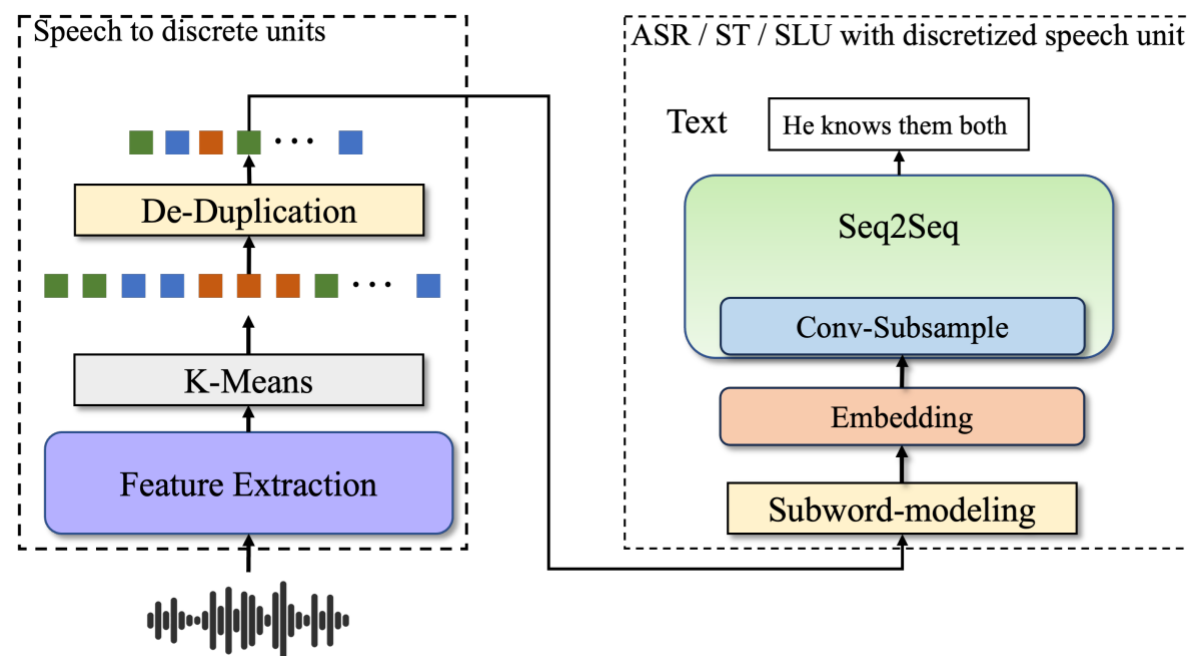 Speech to discrete units
De-Duplication
K-Means
Feature Extraction
ASR / ST / SLU with discretized speech unit
Text
He knows them both
Seq2Seq
Conv-Subsample
Embedding
Subword-modeling